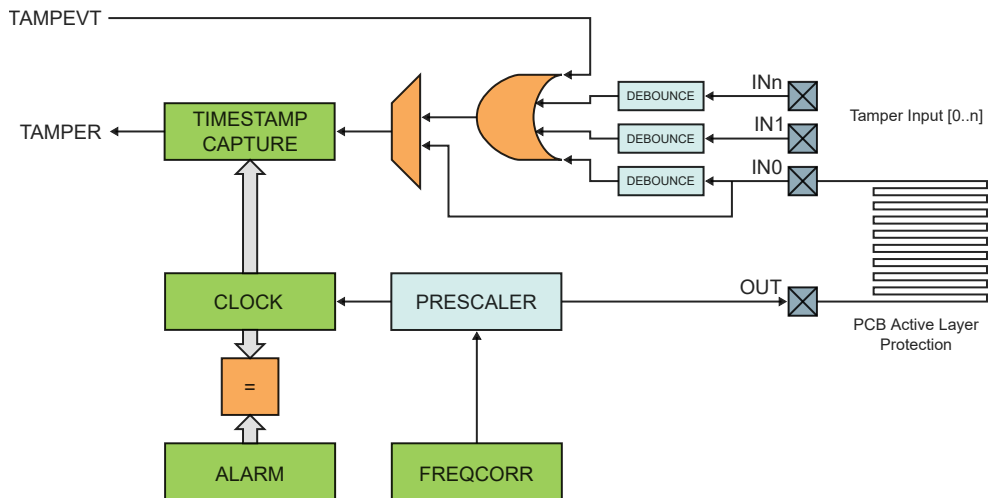 TAMPEVT
INn
DEBOUNCE
Tamper Input [0..n]
IN1
DEBOUNCE
TAMPER
TIMESTAMP
CAPTURE
IN0
DEBOUNCE
CLOCK
PRESCALER
OUT
PCB Active Layer
Protection
=
ALARM
FREQCORR